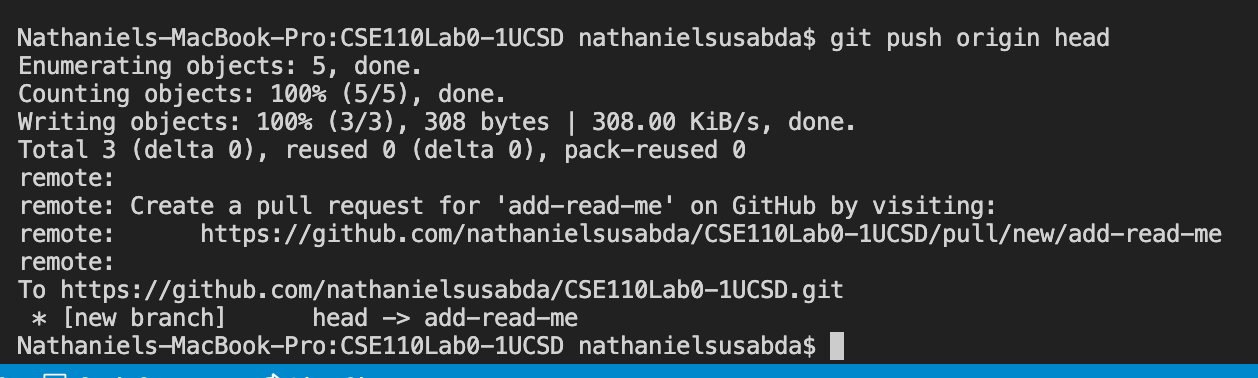 Nathaniels-MacBook-Pro:CSE110Lab0-1UCSD nathanielsusabda$ git push origin head
Enumerating objects: 5, done.
Counting objects: 100% (5/5), done.
Writing objects: 100% (3/3), 308 bytes | 308.00 KiB/s, done.
Total 3 (delta 0), reused 0 (delta 0), pack-reused 0
remote:
remote: Create a pull request for 'add-read-me' on GitHub by visiting:
remote:      https://github.com/nathanielsusabda/CSE110Lab0-1UCSD/pull/new/add-read-me
remote:
To https://github.com/nathanielsusabda/CSE110Lab0-1UCSD.git
 * [new branch]      head -> add-read-me
Nathaniels-MacBook-Pro:CSE110Lab0-1UCSD nathanielsusabda$